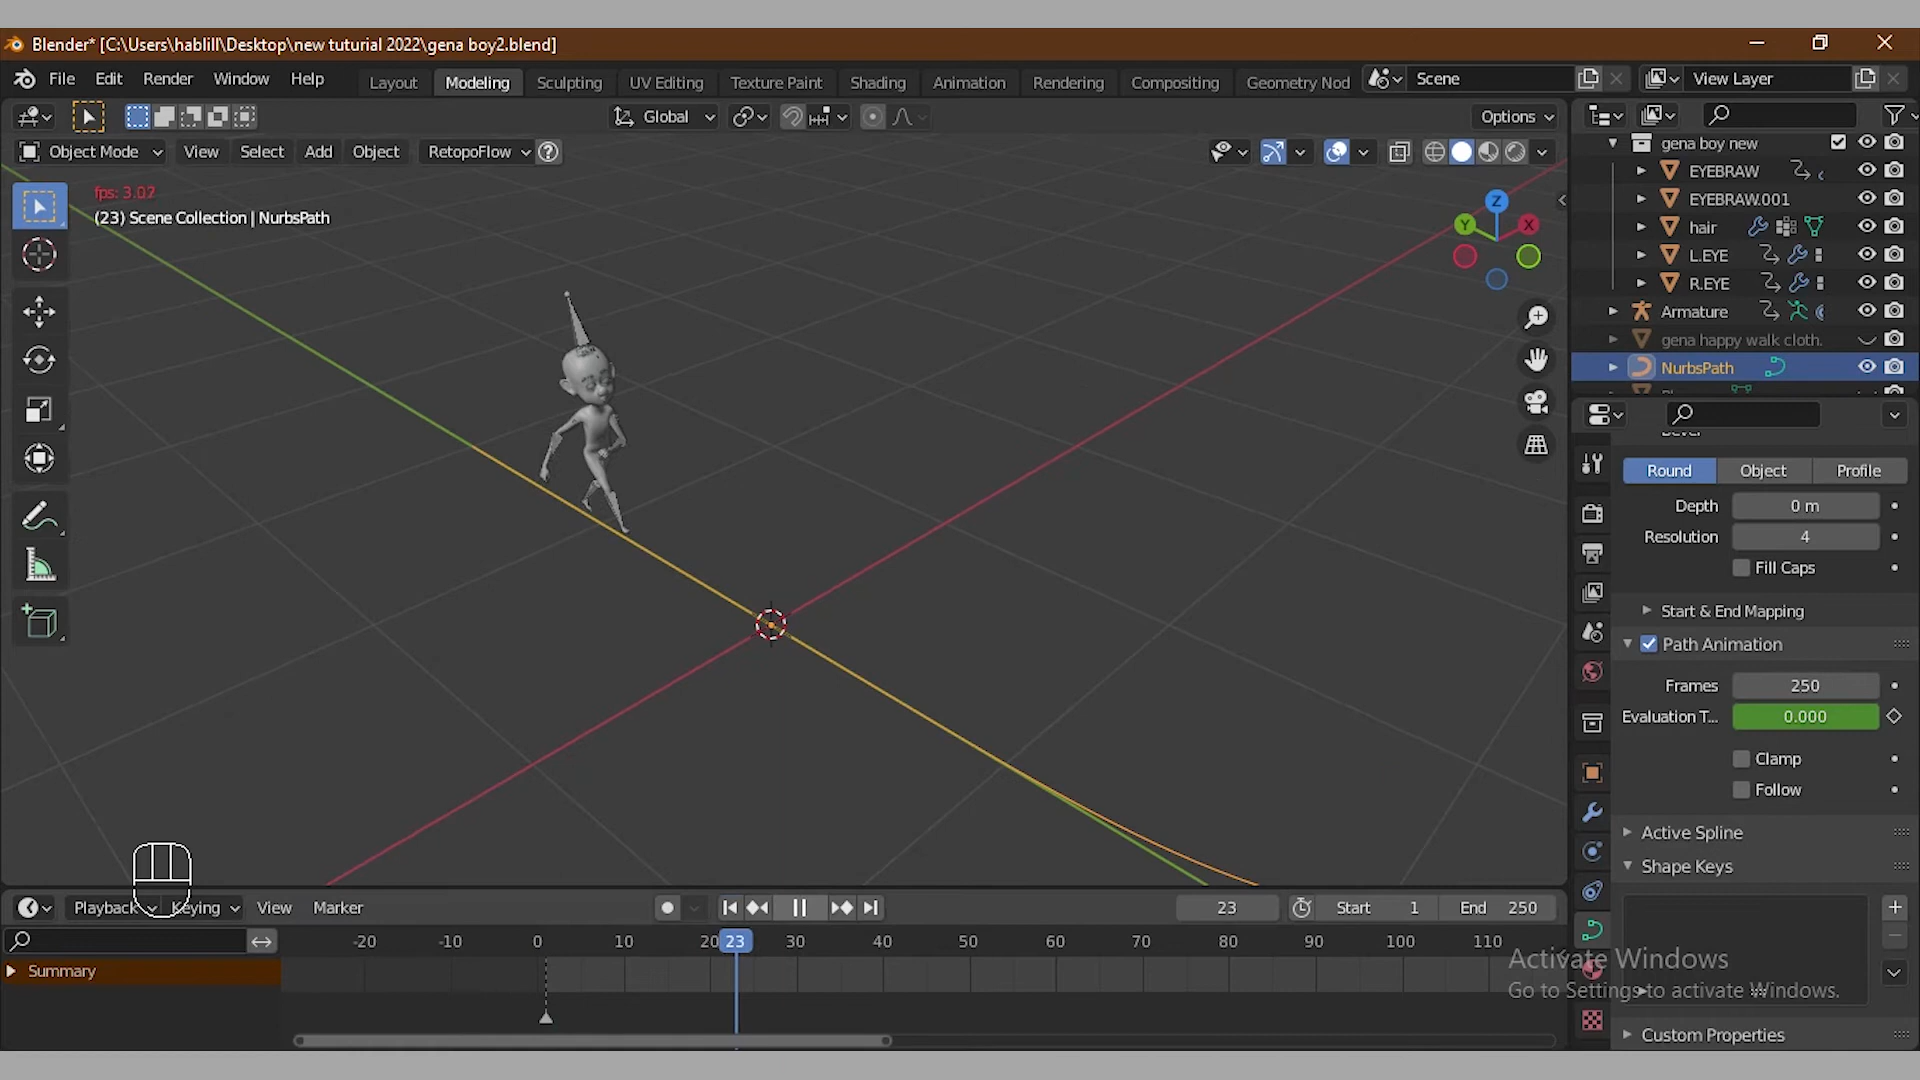 Blender* [C:\Users\hablill\Desktop\new tuturial 2022\gena boy2.blend]
File Edit Render Window Help Layout Modeling Sculpting UV Editing Texture Paint Shading Animation Rendering Compositing Geometry Nod Scene View Layer
Global Options
Object Mode View Select Add Object RetopoFlow
fps: 3.07
(23) Scene Collection | NurbsPath
Z
Y
X
gena boy new
EYEBRAW
EYEBRAW.001
hair
L.EYE
R.EYE
Armature
gena happy walk cloth.
NurbsPath
Round Object Profile
Depth 0 m
Resolution 4
Fill Caps
Start & End Mapping
Path Animation
Frames 250
Evaluation T... 0.000
Clamp
Follow
Active Spline
Shape Keys
Playback Keying View Marker 23 Start 1 End 250
-20 -10 0 10 20 23 30 40 50 60 70 80 90 100 110
Summary
Activate Windows
Go to Settings to activate Windows.
Custom Properties